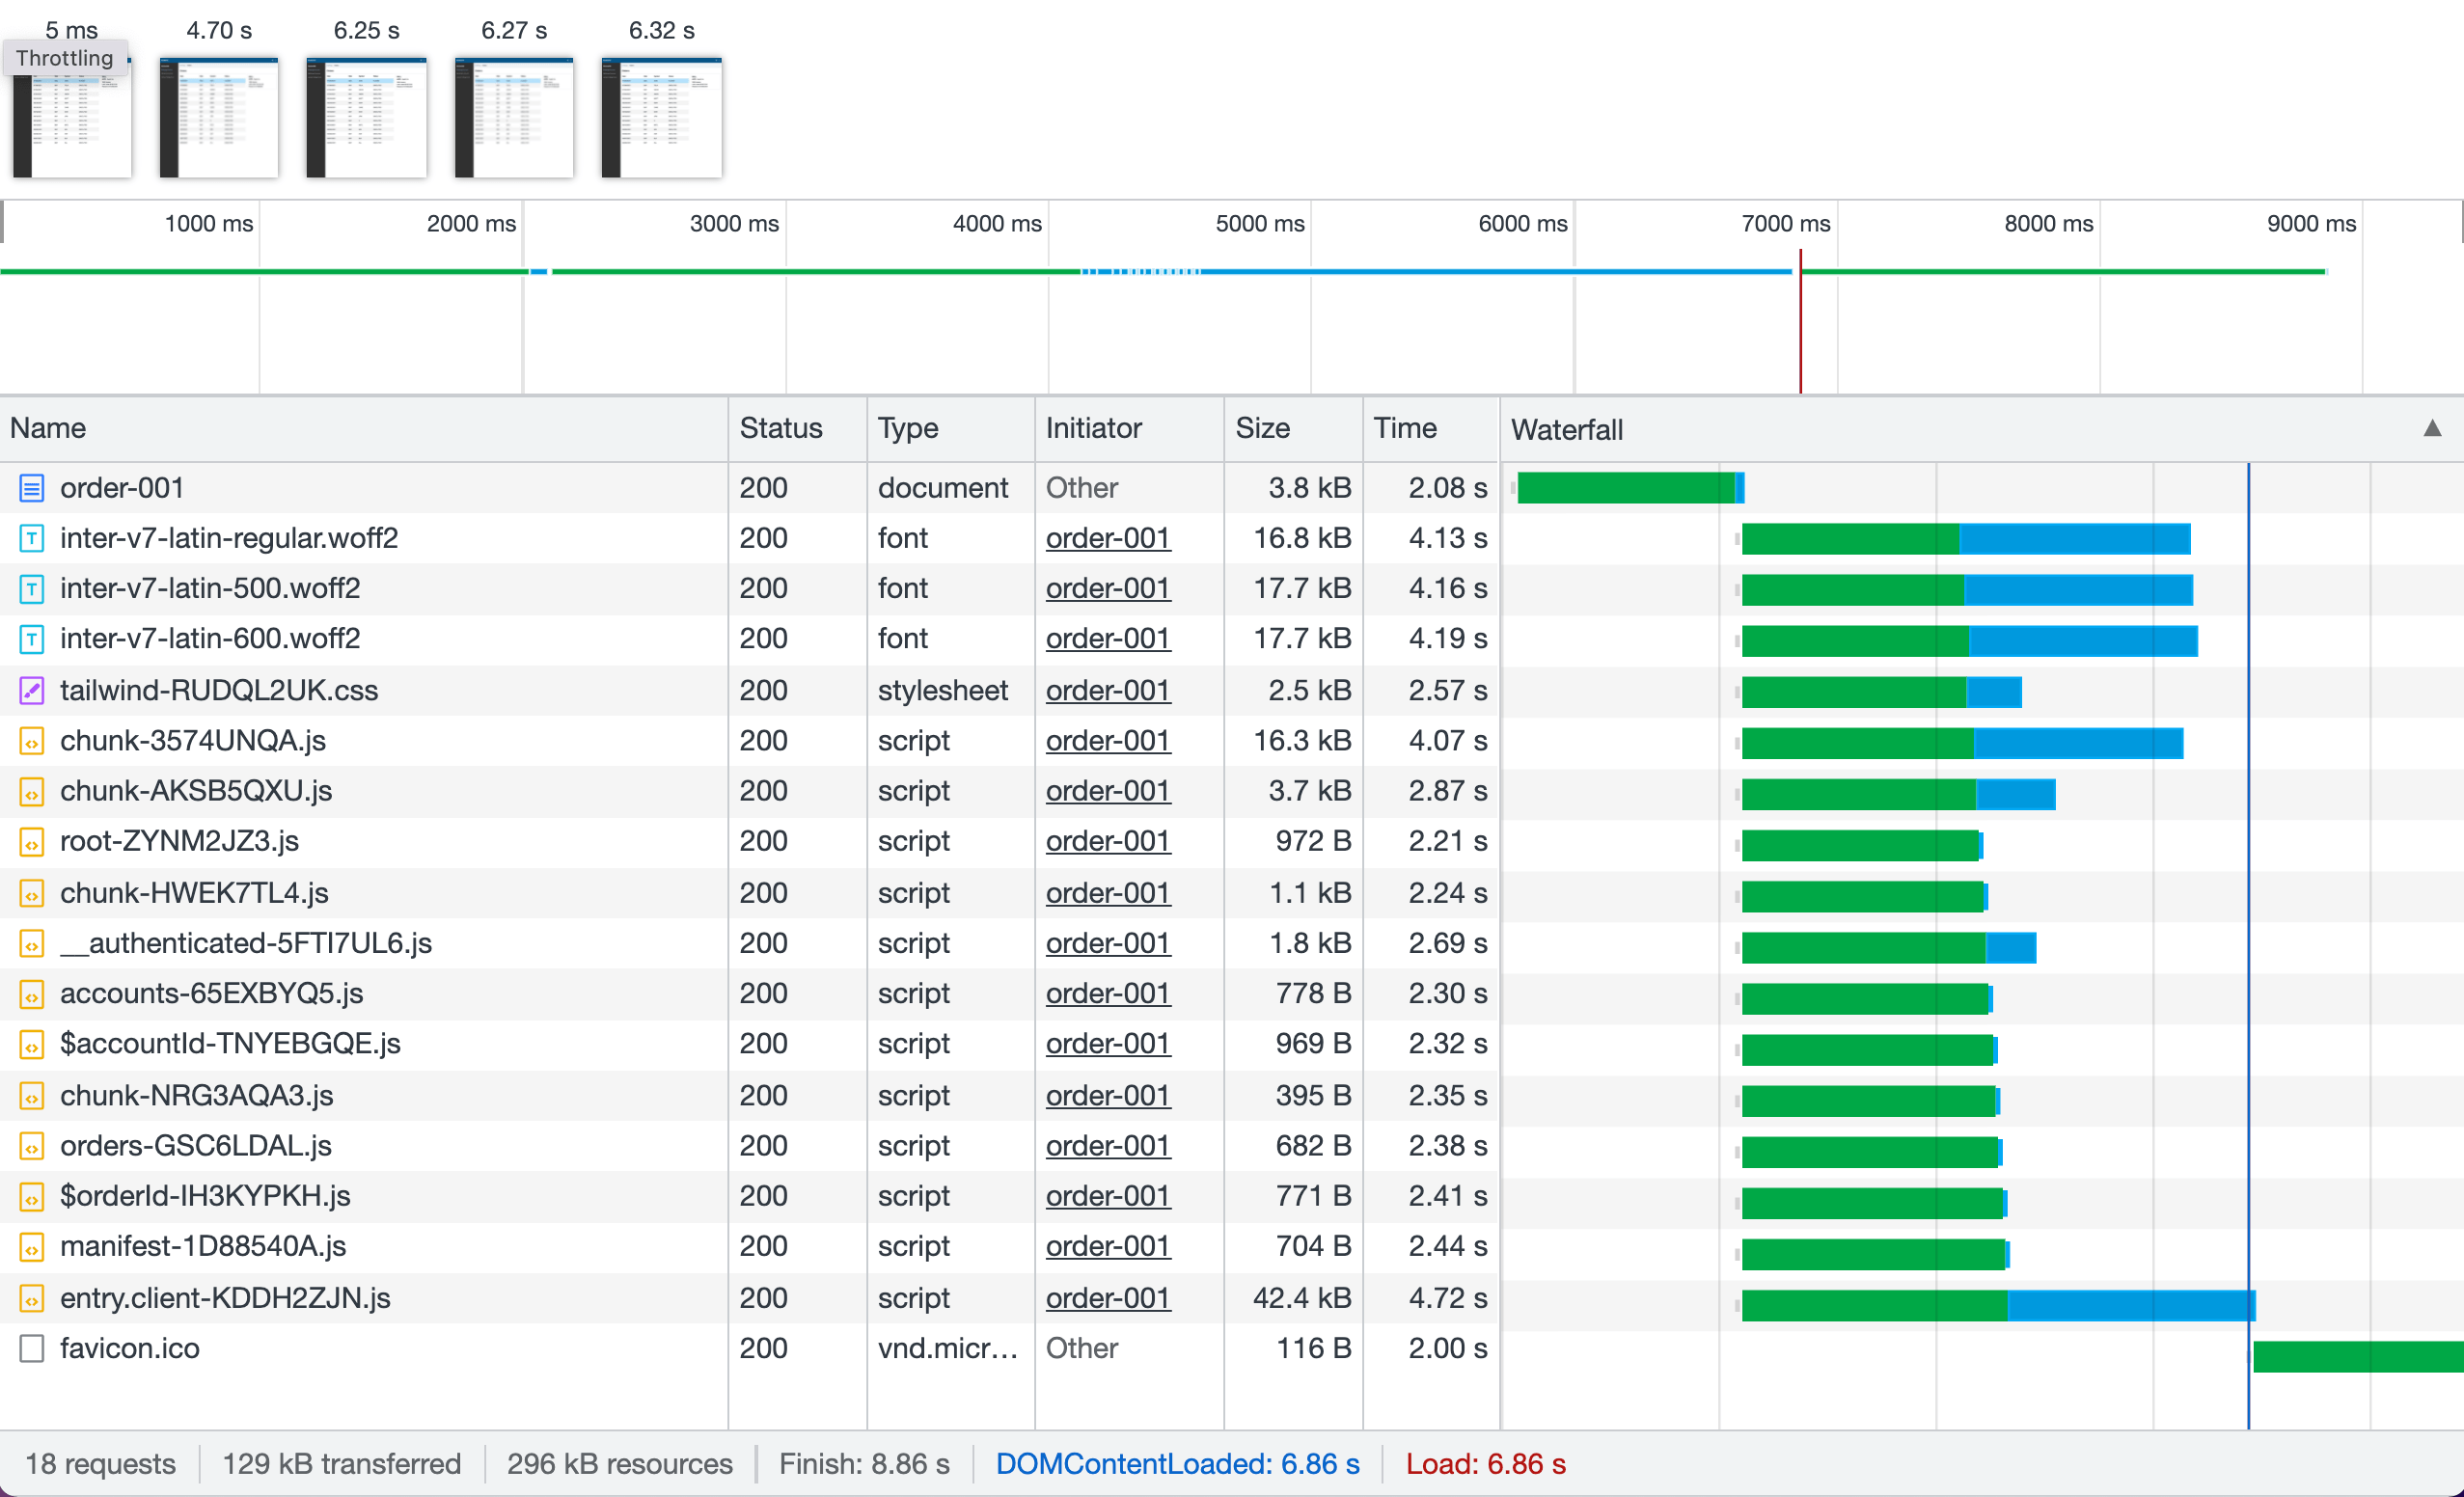 5 ms 4.70 s 6.25 s 6.27 s 6.32 s
Throttling
1000 ms 2000 ms 3000 ms 4000 ms 5000 ms 6000 ms 7000 ms 8000 ms 9000 ms
Name Status Type Initiator Size Time Waterfall ▲
order-001 200 document Other 3.8 kB 2.08 s
inter-v7-latin-regular.woff2 200 font order-001 16.8 kB 4.13 s
inter-v7-latin-500.woff2 200 font order-001 17.7 kB 4.16 s
inter-v7-latin-600.woff2 200 font order-001 17.7 kB 4.19 s
tailwind-RUDQL2UK.css 200 stylesheet order-001 2.5 kB 2.57 s
chunk-3574UNQA.js 200 script order-001 16.3 kB 4.07 s
chunk-AKSB5QXU.js 200 script order-001 3.7 kB 2.87 s
root-ZYNM2JZ3.js 200 script order-001 972 B 2.21 s
chunk-HWEK7TL4.js 200 script order-001 1.1 kB 2.24 s
__authenticated-5FTI7UL6.js 200 script order-001 1.8 kB 2.69 s
accounts-65EXBYQ5.js 200 script order-001 778 B 2.30 s
$accountId-TNYEBGQE.js 200 script order-001 969 B 2.32 s
chunk-NRG3AQA3.js 200 script order-001 395 B 2.35 s
orders-GSC6LDAL.js 200 script order-001 682 B 2.38 s
$orderId-IH3KYPKH.js 200 script order-001 771 B 2.41 s
manifest-1D88540A.js 200 script order-001 704 B 2.44 s
entry.client-KDDH2ZJN.js 200 script order-001 42.4 kB 4.72 s
favicon.ico 200 vnd.micr... Other 116 B 2.00 s
18 requests 129 kB transferred 296 kB resources Finish: 8.86 s DOMContentLoaded: 6.86 s Load: 6.86 s